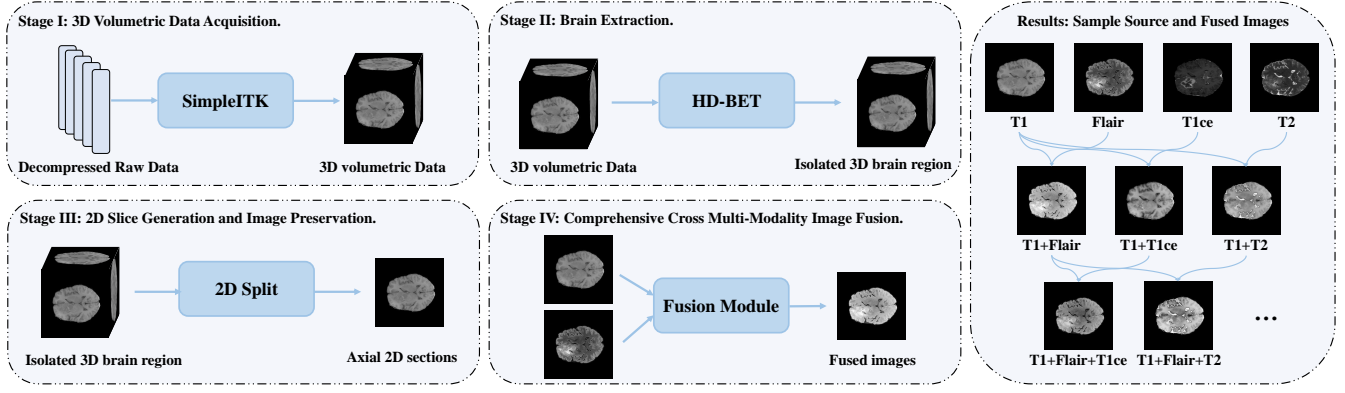 Stage I: 3D Volumetric Data Acquisition.
SimpleITK
Decompressed Raw Data
3D volumetric Data
Stage II: Brain Extraction.
HD-BET
3D volumetric Data
Isolated 3D brain region
Stage III: 2D Slice Generation and Image Preservation.
2D Split
Isolated 3D brain region
Axial 2D sections
Stage IV: Comprehensive Cross Multi-Modality Image Fusion.
Fusion Module
Fused images
Results: Sample Source and Fused Images
T1
Flair
T1ce
T2
T1+Flair
T1+T1ce
T1+T2
...
T1+Flair+T1ce
T1+Flair+T2